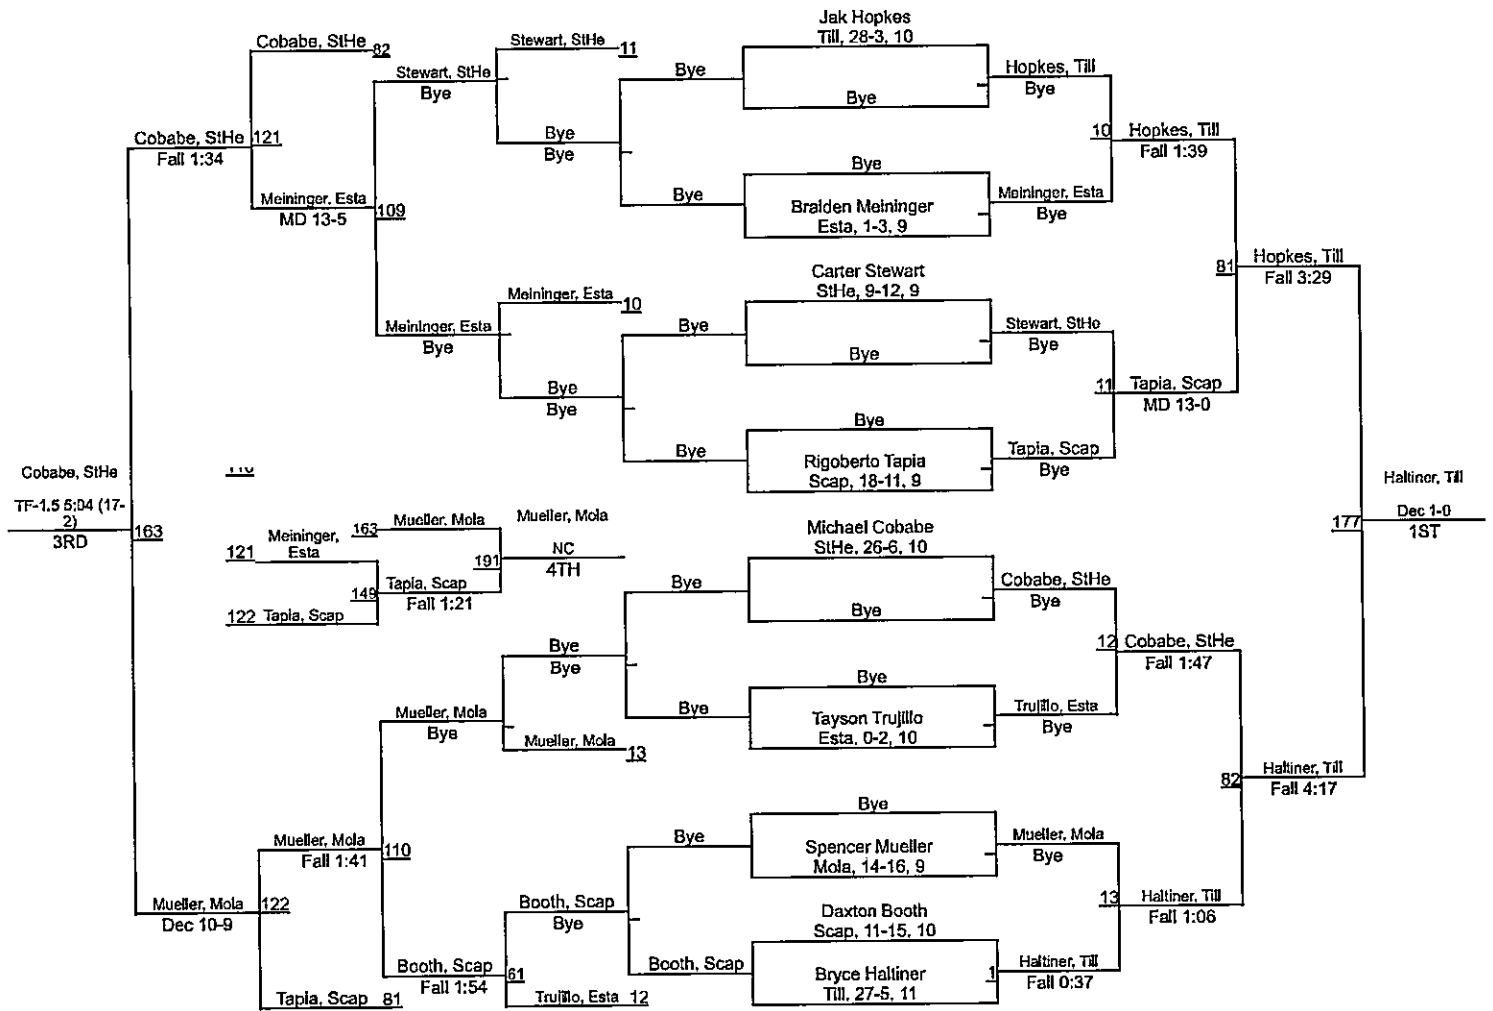 Jak Hopkes
Till, 28-3, 10
Cobabe, StHe
82
Stewart, StHe
11
Stewart, StHe
Bye
Bye
Bye
Hopkes, Till
Bye
Cobabe, StHe
121
Fall 1:34
Bye
Bye
10
Hopkes, Till
Fall 1:39
Meininger, Esta
MD 13-5
109
Bye
Bye
Braiden Meininger
Esta, 1-3, 9
Meininger, Esta
Bye
Carter Stewart
StHe, 9-12, 9
81
Hopkes, Till
Fall 3:29
Meininger, Esta
10
Meininger, Esta
Bye
Bye
Bye
Stewart, StHe
Bye
Bye
Bye
11
Tapia, Scap
MD 13-0
Bye
Bye
Rigoberto Tapia
Scap, 18-11, 9
Tapia, Scap
Bye
Cobabe, StHe
TF-1.5 5:04 (17-
2)
3RD
163
163
Mueller, Mola
Mueller, Mola
NC
4TH
121
Meininger,
Esta
191
149
Tapia, Scap
Fall 1:21
122
Tapia, Scap
Michael Cobabe
StHe, 26-6, 10
Haltiner, Till
Dec 1-0
1ST
177
Bye
Bye
Cobabe, StHe
Bye
Bye
Bye
12
Cobabe, StHe
Fall 1:47
Mueller, Mola
Bye
Bye
Bye
Tayson Trujillo
Esta, 0-2, 10
Trujillo, Esta
Bye
Mueller, Mola
13
82
Haltiner, Till
Fall 4:17
Mueller, Mola
Fall 1:41
110
Bye
Bye
Spencer Mueller
Mola, 14-16, 9
Mueller, Mola
Bye
Mueller, Mola
Dec 10-9
122
Booth, Scap
Bye
Daxton Booth
Scap, 11-15, 10
13
Haltiner, Till
Fall 1:06
Booth, Scap
Fall 1:54
61
Booth, Scap
Bryce Haltiner
Till, 27-5, 11
1
Haltiner, Till
Fall 0:37
Tapia, Scap
81
Trujillo, Esta
12